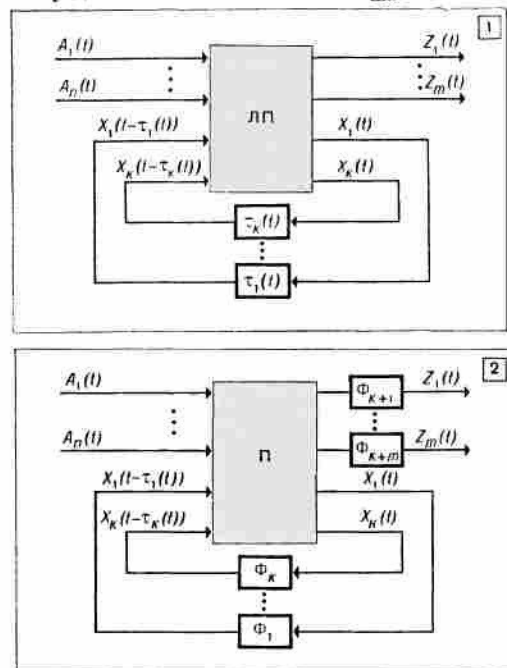 1
A₁(t)
Z₁(t)
Aₙ(t)
Zₘ(t)
ЛП
X₁(t-τ₁(t))
X₁(t)
Xₖ(t-τₖ(t))
Xₖ(t)
τₖ(t)
τ₁(t)
2
A₁(t)
Φₖ₊₁
Z₁(t)
Aₙ(t)
Φₖ₊ₘ
Zₘ(t)
П
X₁(t-τ₁(t))
X₁(t)
Xₖ(t-τₖ(t))
Xₖ(t)
Φₖ
Φ₁